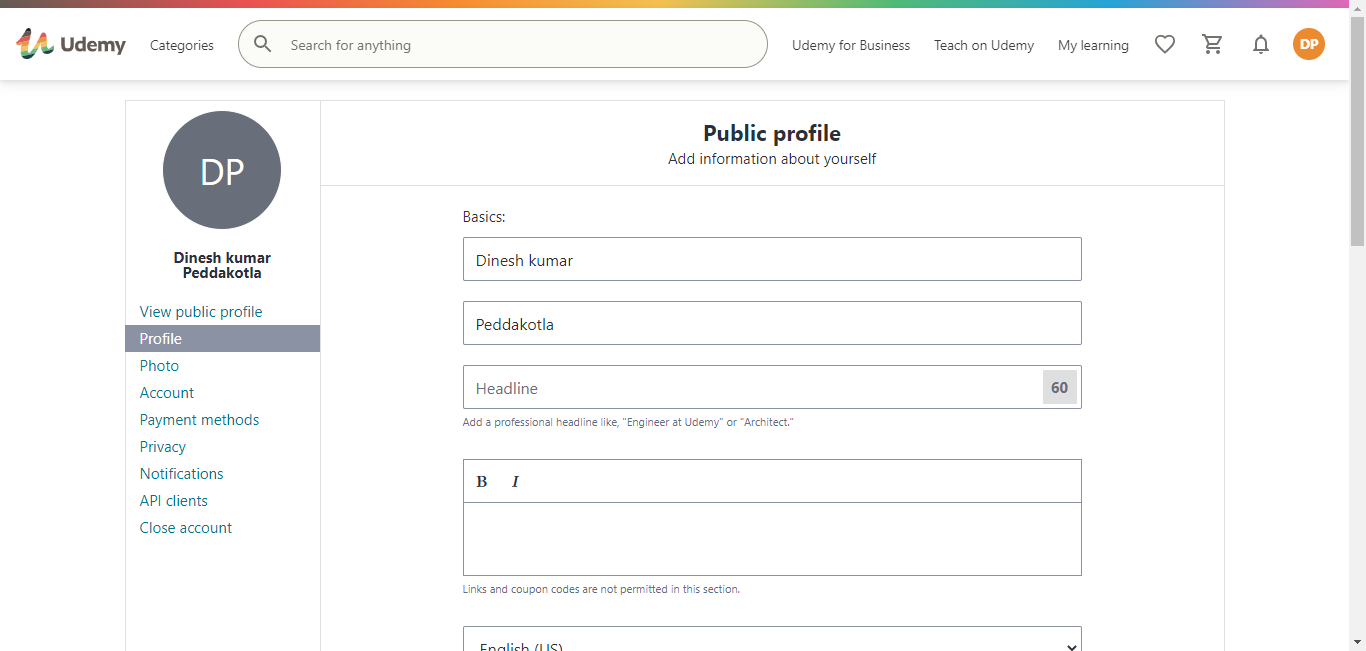 Udemy
Categories
Search for anything
Udemy for Business
Teach on Udemy
My learning
DP
DP
Dinesh kumar
Peddakotla
View public profile
Profile
Photo
Account
Payment methods
Privacy
Notifications
API clients
Close account
Public profile
Add information about yourself
Basics:
Dinesh kumar
Peddakotla
Headline
60
Add a professional headline like, "Engineer at Udemy" or "Architect."
B I
Links and coupon codes are not permitted in this section.
English (US)